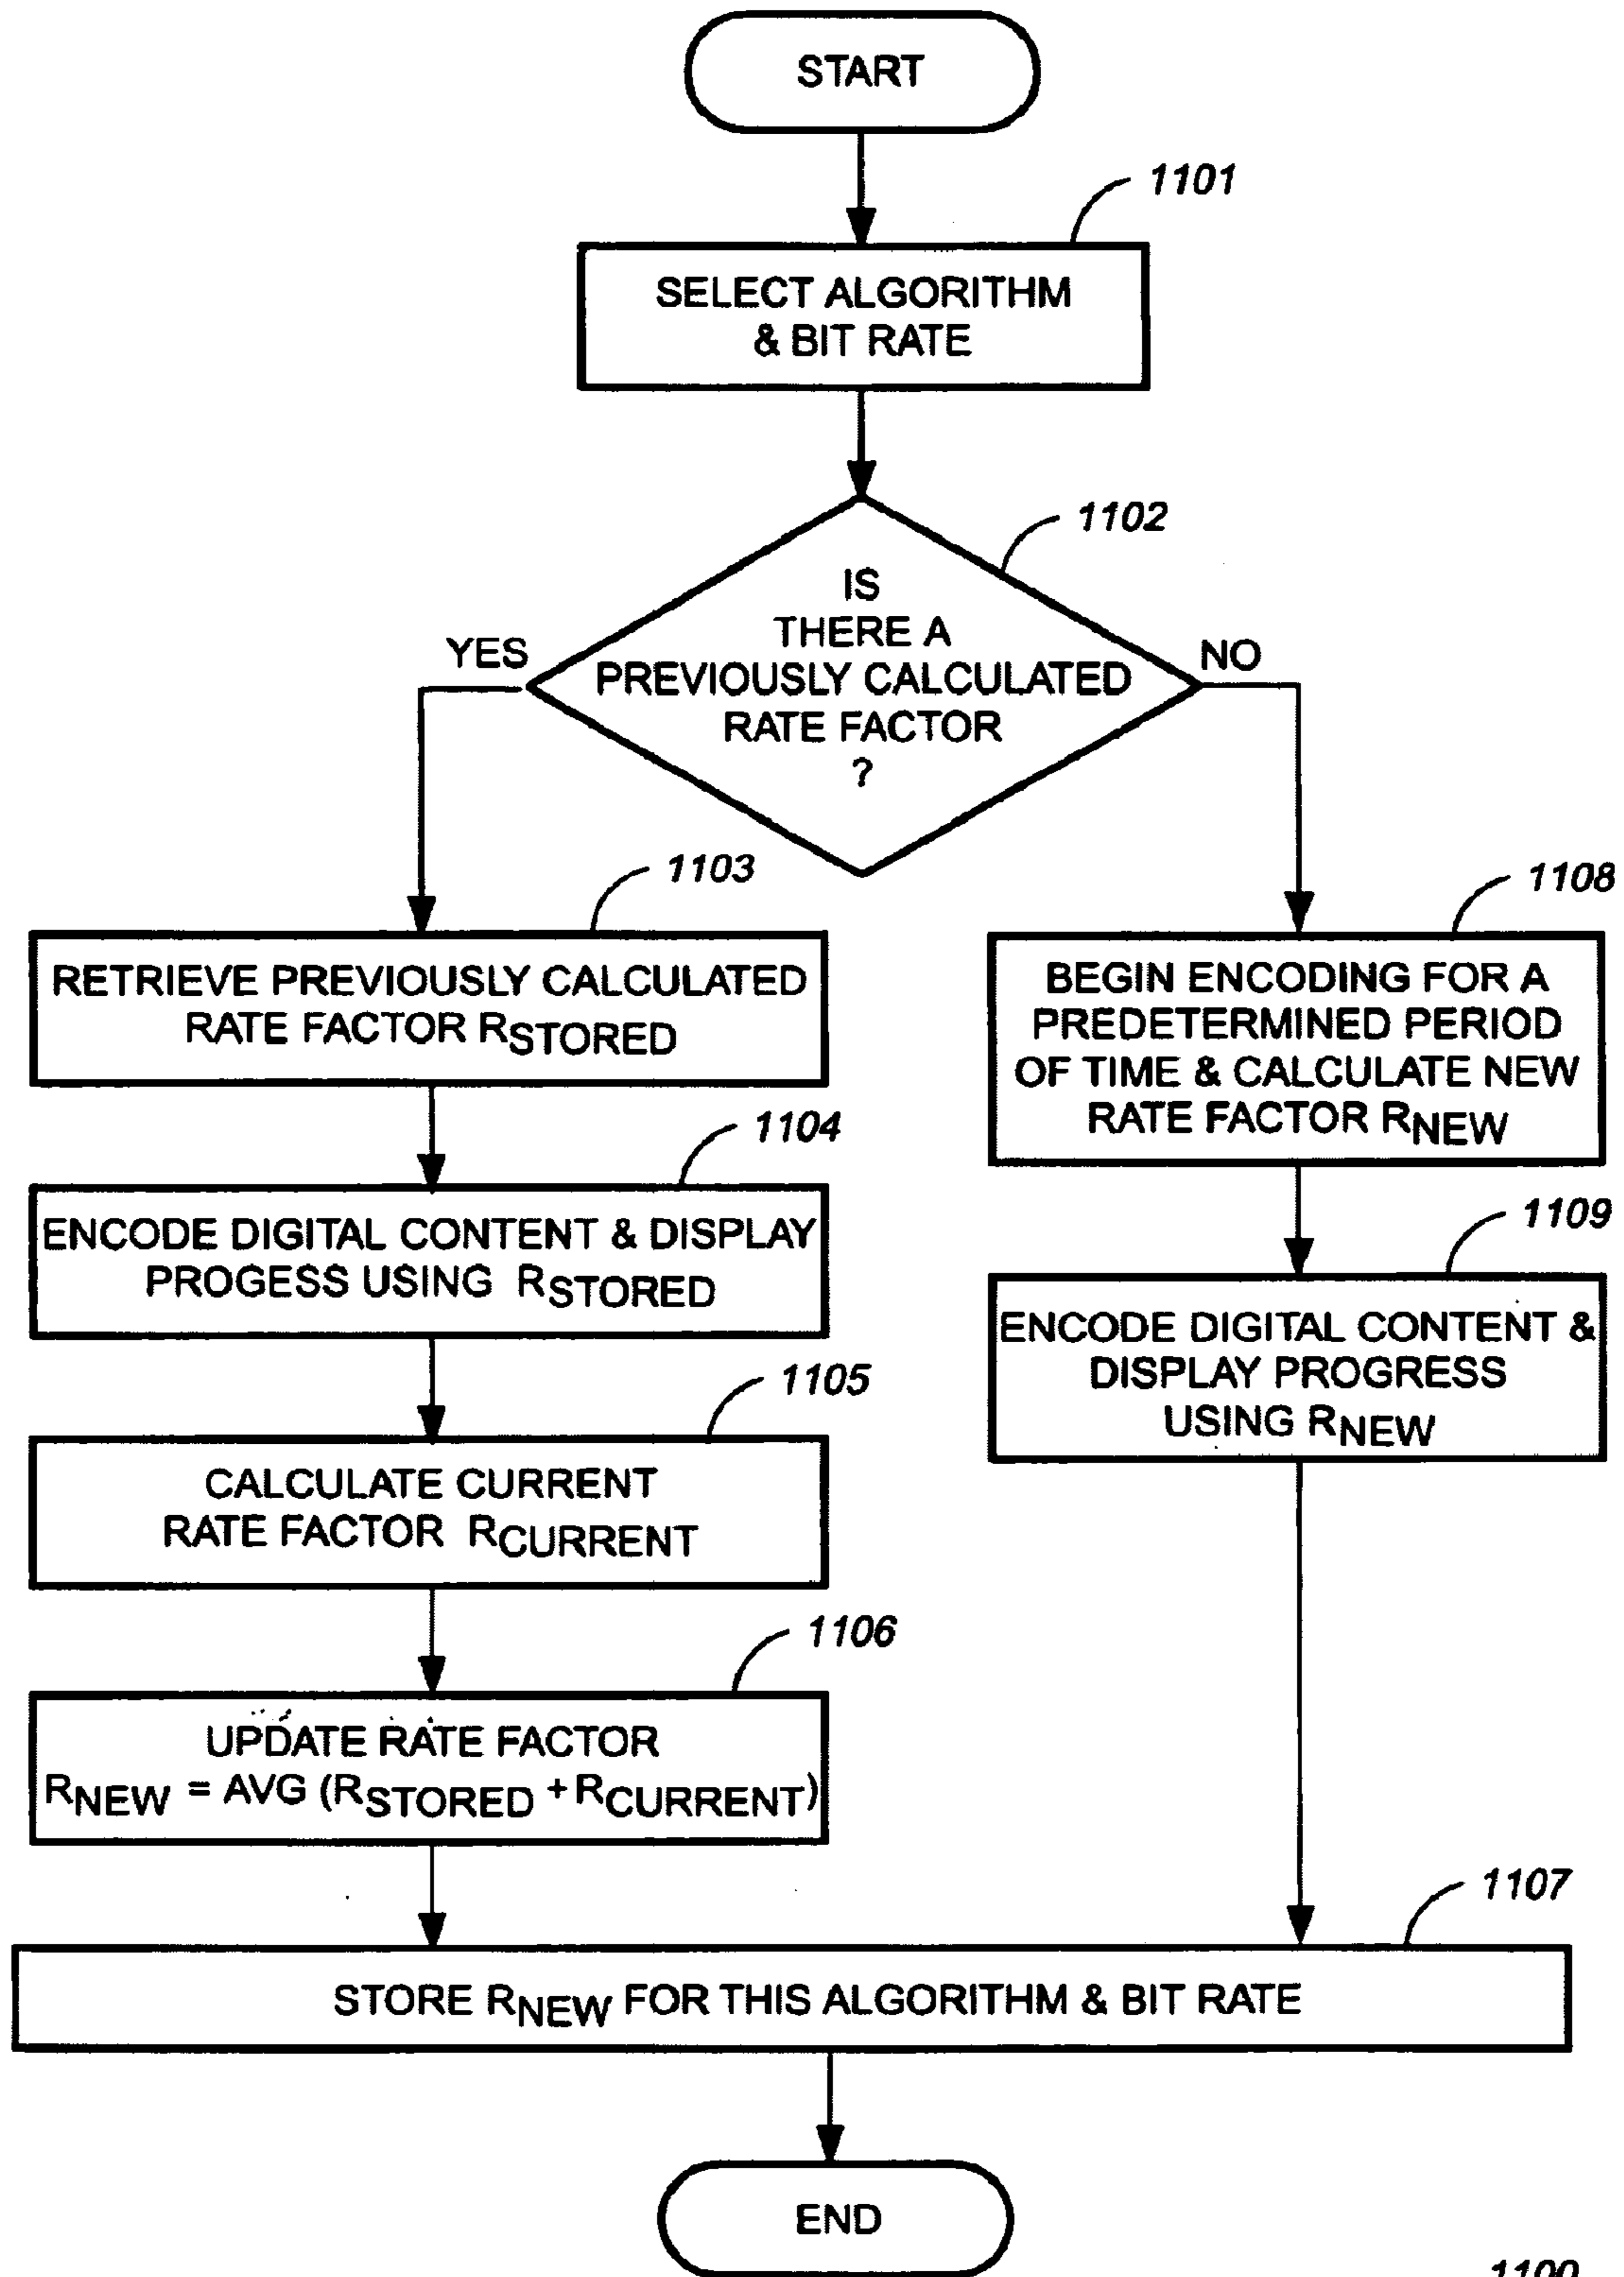 START
1101
SELECT ALGORITHM
& BIT RATE
1102
IS
THERE A
PREVIOUSLY CALCULATED
RATE FACTOR
?
YES
NO
1103
RETRIEVE PREVIOUSLY CALCULATED
RATE FACTOR RSTORED
1104
ENCODE DIGITAL CONTENT & DISPLAY
PROGESS USING RSTORED
1105
CALCULATE CURRENT
RATE FACTOR RCURRENT
1106
UPDATE RATE FACTOR
RNEW = AVG (RSTORED + RCURRENT)
1108
BEGIN ENCODING FOR A
PREDETERMINED PERIOD
OF TIME & CALCULATE NEW
RATE FACTOR RNEW
1109
ENCODE DIGITAL CONTENT &
DISPLAY PROGRESS
USING RNEW
1107
STORE RNEW FOR THIS ALGORITHM & BIT RATE
END
1100